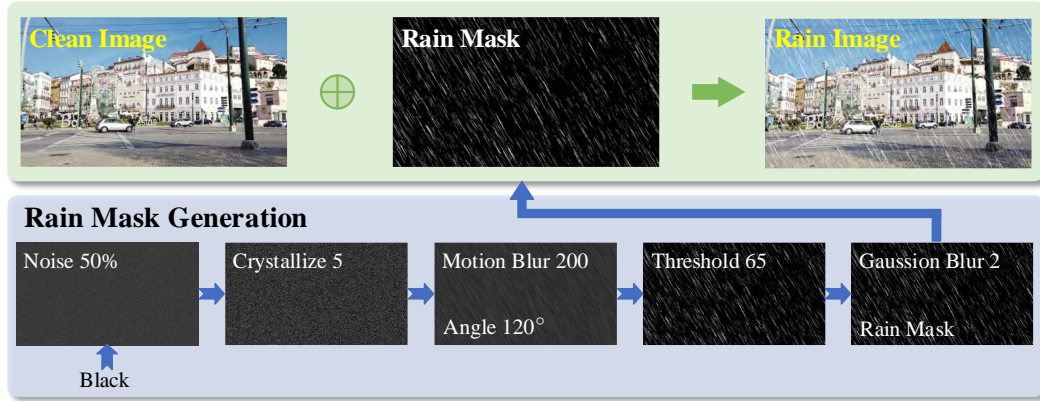 Clean Image
Rain Mask
Rain Image
Rain Mask Generation
Noise 50%
Crystallize 5
Motion Blur 200
Angle 120°
Threshold 65
Gaussion Blur 2
Rain Mask
Black